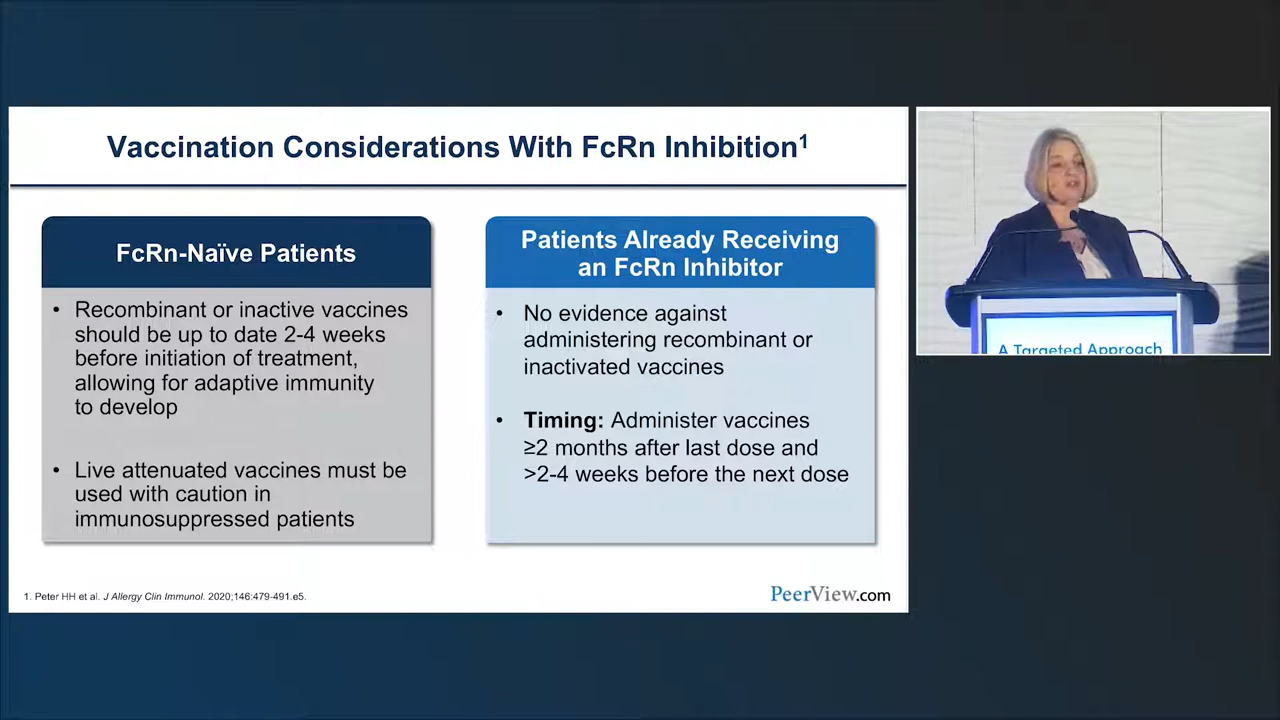 Vaccination Considerations With FcRn Inhibition¹
FcRn-Naïve Patients
• Recombinant or inactive vaccines
should be up to date 2-4 weeks
before initiation of treatment,
allowing for adaptive immunity
to develop
• Live attenuated vaccines must be
used with caution in
immunosuppressed patients
Patients Already Receiving
an FcRn Inhibitor
• No evidence against
administering recombinant or
inactivated vaccines
• Timing: Administer vaccines
≥2 months after last dose and
>2-4 weeks before the next dose
1. Peter HH et al. J Allergy Clin Immunol. 2020;146:479-491.e5.
PeerView.com
A Targeted Approach